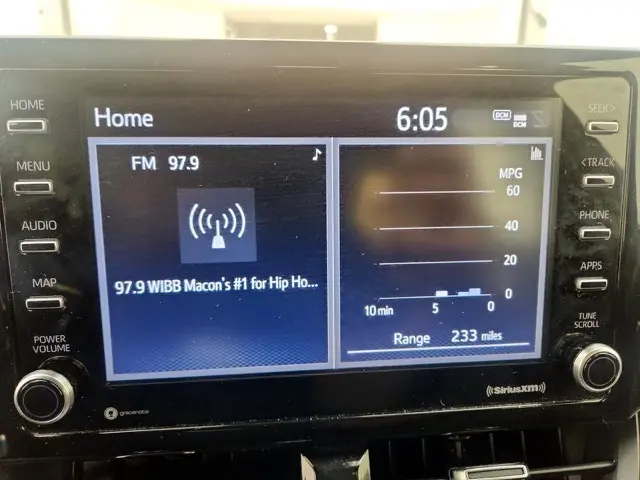 HOME
MENU
AUDIO
MAP
POWER
VOLUME
Home
6:05
DCM
DCM
FM 97.9
97.9 WIBB Macon's #1 for Hip Ho...
MPG
60
40
20
0
10 min 5 0
Range 233 miles
SEEK>
<TRACK
PHONE
APPS
TUNE
SCROLL
g gracenote
((SiriusXM))